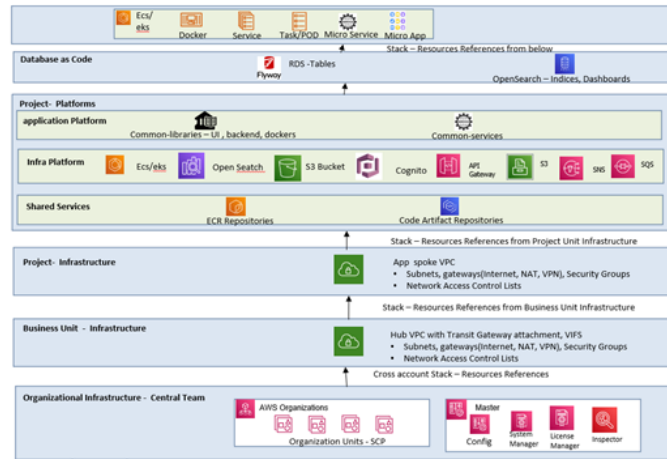 Ecs/
eks
Docker
Service
Task/POD
Micro Service
Micro App
Stack – Resources References from below
Database as Code
Flyway
RDS -Tables
OpenSearch – Indices, Dashboards
Project- Platforms
application Platform
Common-libraries – UI , backend, dockers
Common-services
Infra Platform
Ecs/eks
Open Seatch
S3 Bucket
Cognito
API
Gateway
S3
SNS
SQS
Shared Services
ECR Repositories
Code Artifact Repositories
Stack – Resources References from Project Unit Infrastructure
Project- Infrastructure
App spoke VPC
• Subnets, gateways(Internet, NAT, VPN), Security Groups
• Network Access Control Lists
Stack – Resources References from Business Unit Infrastructure
Business Unit - Infrastructure
Hub VPC with Transit Gateway attachment, VIFS
• Subnets, gateways(Internet, NAT, VPN), Security Groups
• Network Access Control Lists
Cross account Stack – Resources References
Organizational Infrastructure - Central Team
AWS Organizations
Organization Units - SCP
Master
Config
System
Manager
License
Manager
Inspector